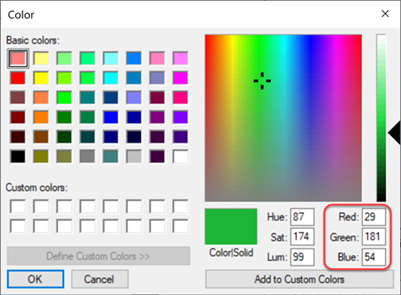 Color
Basic colors:
Custom colors:
Define Custom Colors >>
OK Cancel
Color|Solid
Hue: 87
Sat: 174
Lum: 99
Red: 29
Green: 181
Blue: 54
Add to Custom Colors